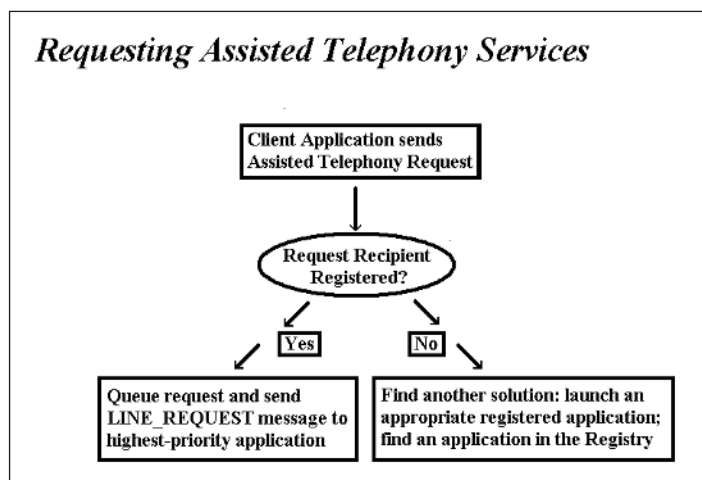 Requesting Assisted Telephony Services
Client Application sends
Assisted Telephony Request
Request Recipient
Registered?
Yes
No
Queue request and send
LINE_REQUEST message to
highest-priority application
Find another solution: launch an
appropriate registered application;
find an application in the Registry